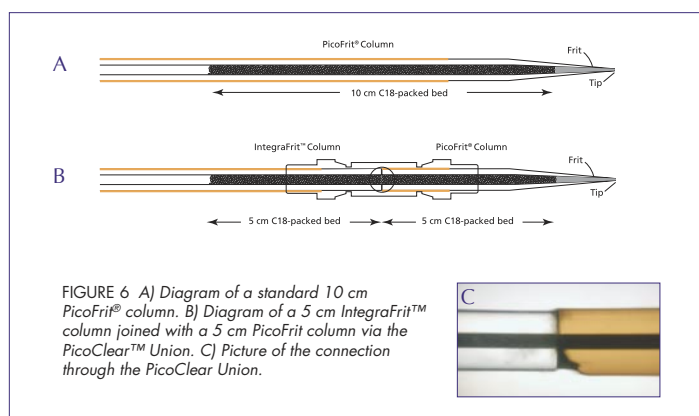 PicoFrit® Column
A
Frit
Tip
10 cm C18-packed bed
IntegraFrit™ Column
PicoFrit® Column
B
Frit
Tip
5 cm C18-packed bed
5 cm C18-packed bed
FIGURE 6 A) Diagram of a standard 10 cm
PicoFrit® column. B) Diagram of a 5 cm IntegraFrit™
column joined with a 5 cm PicoFrit column via the
PicoClear™ Union. C) Picture of the connection
through the PicoClear Union.
C